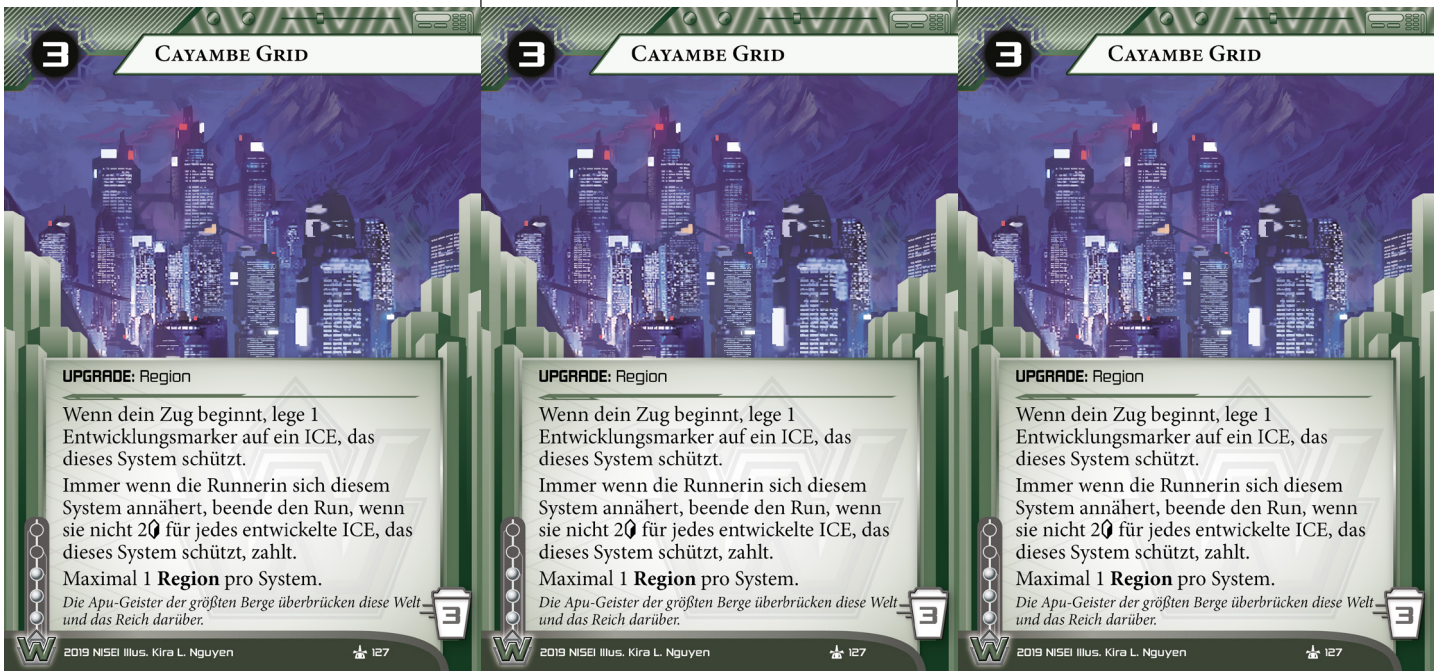 3 CAYAMBE GRID
UPGRADE: Region
Wenn dein Zug beginnt, lege 1
Entwicklungsmarker auf ein ICE, das
dieses System schützt.
Immer wenn die Runnerin sich diesem
System annähert, beende den Run, wenn
sie nicht 2 für jedes entwickelte ICE, das
dieses System schützt, zahlt.
Maximal 1 Region pro System.
Die Apu-Geister der größten Berge überbrücken diese Welt
und das Reich darüber.
3
2019 NISEI Illus. Kira L. Nguyen 127
3 CAYAMBE GRID
UPGRADE: Region
Wenn dein Zug beginnt, lege 1
Entwicklungsmarker auf ein ICE, das
dieses System schützt.
Immer wenn die Runnerin sich diesem
System annähert, beende den Run, wenn
sie nicht 2 für jedes entwickelte ICE, das
dieses System schützt, zahlt.
Maximal 1 Region pro System.
Die Apu-Geister der größten Berge überbrücken diese Welt
und das Reich darüber.
3
2019 NISEI Illus. Kira L. Nguyen 127
3 CAYAMBE GRID
UPGRADE: Region
Wenn dein Zug beginnt, lege 1
Entwicklungsmarker auf ein ICE, das
dieses System schützt.
Immer wenn die Runnerin sich diesem
System annähert, beende den Run, wenn
sie nicht 2 für jedes entwickelte ICE, das
dieses System schützt, zahlt.
Maximal 1 Region pro System.
Die Apu-Geister der größten Berge überbrücken diese Welt
und das Reich darüber.
3
2019 NISEI Illus. Kira L. Nguyen 127